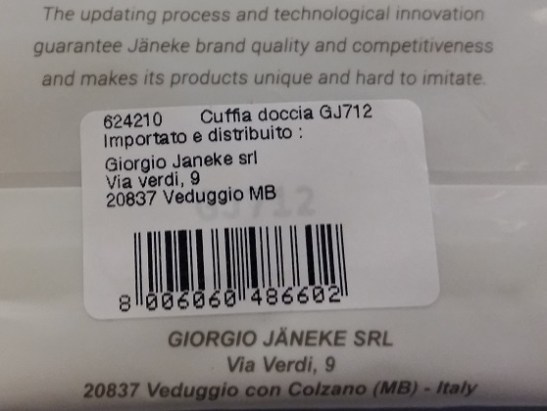 The updating process and technological innovation
guarantee Jäneke brand quality and competitiveness
and makes its products unique and hard to imitate.
624210 Cuffia doccia GJ712
Importato e distribuito :
Giorgio Janeke srl
Via verdi, 9
20837 Veduggio MB
GJ712
8 006060 486602
GIORGIO JÄNEKE SRL
Via Verdi, 9
20837 Veduggio con Colzano (MB) - Italy